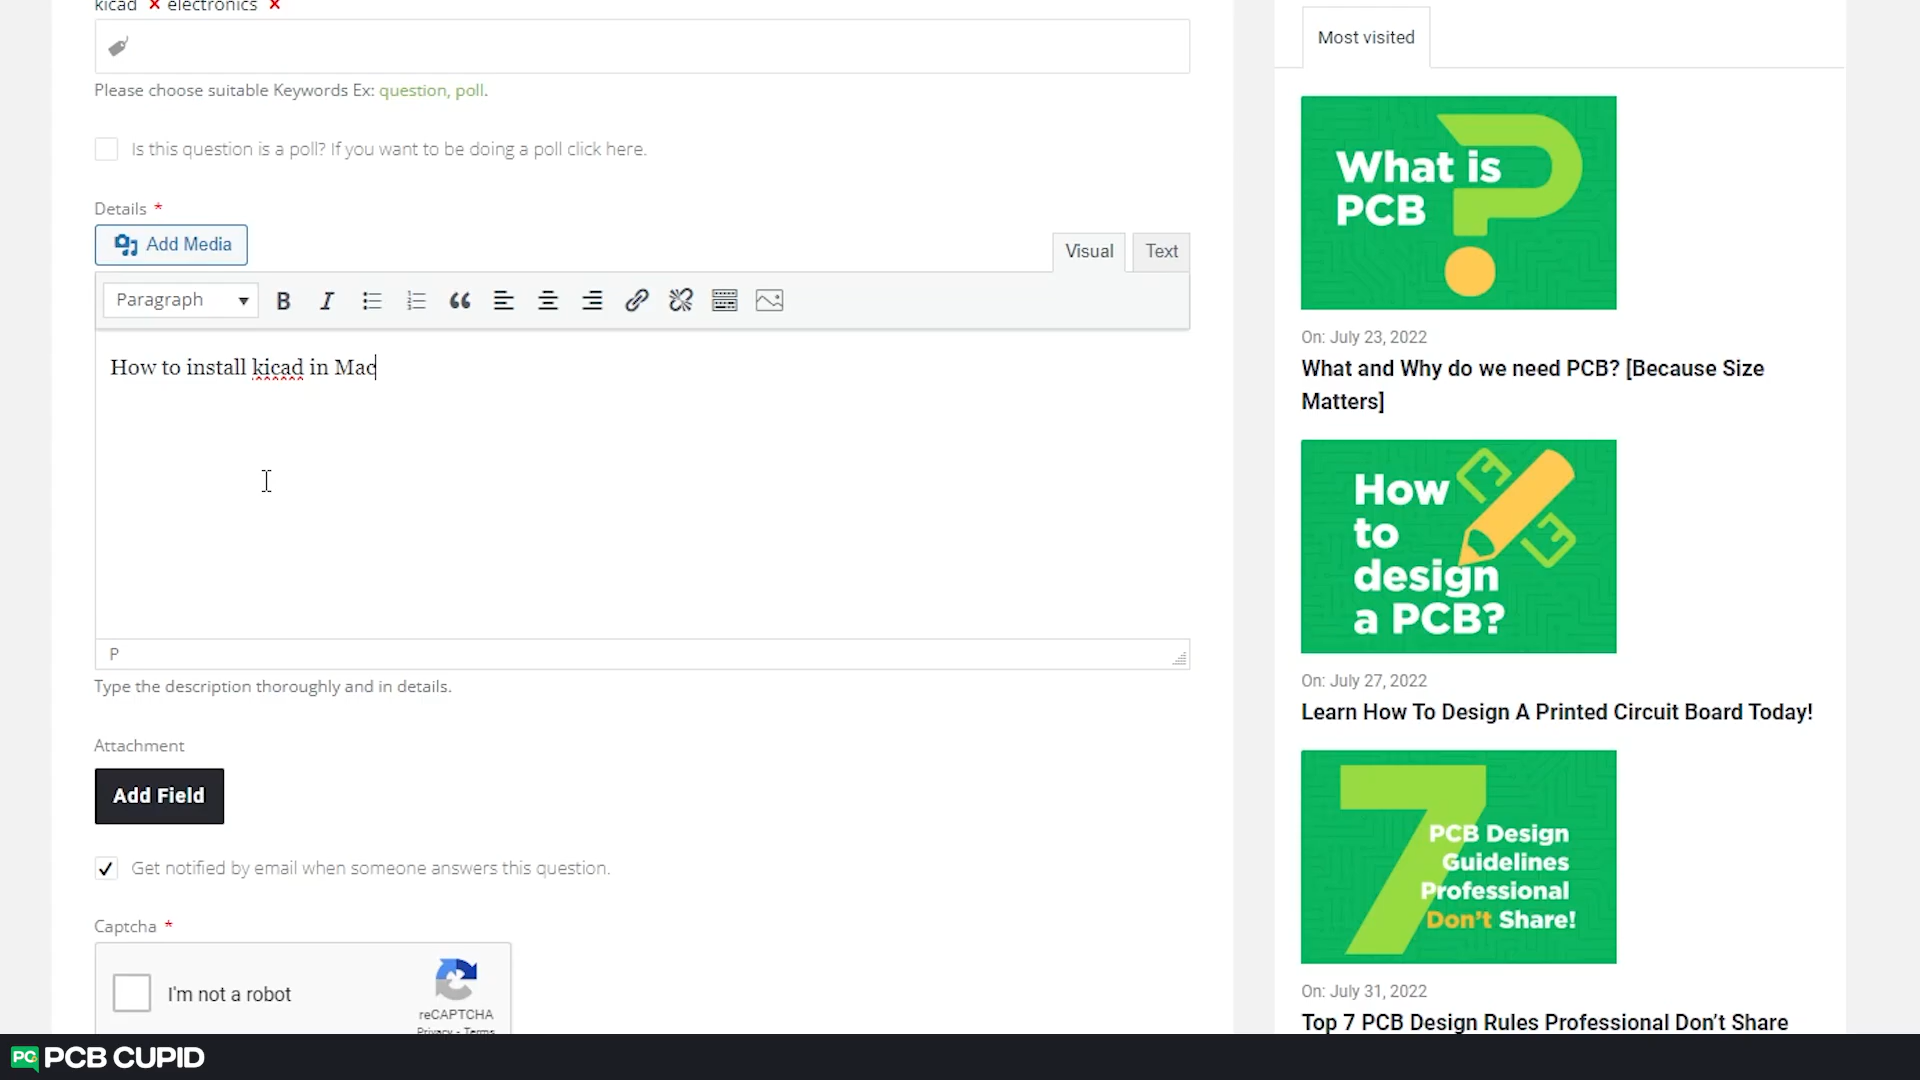 kicad × electronics ×
Please choose suitable Keywords Ex: question, poll.
Is this question is a poll? If you want to be doing a poll click here.
Details *
Add Media
Visual
Text
Paragraph
How to install kicad in Mac
P
Type the description thoroughly and in details.
Attachment
Add Field
Get notified by email when someone answers this question.
Captcha *
I'm not a robot
reCAPTCHA
Privacy - Terms
Most visited
What is
PCB
On: July 23, 2022
What and Why do we need PCB? [Because Size
Matters]
How
to
design
a PCB?
On: July 27, 2022
Learn How To Design A Printed Circuit Board Today!
7
PCB Design
Guidelines
Professional
Don't Share!
On: July 31, 2022
Top 7 PCB Design Rules Professional Don’t Share
PC PCB CUPID